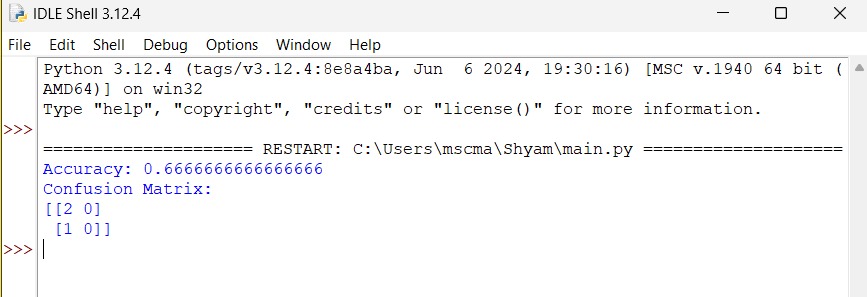 IDLE Shell 3.12.4
File Edit Shell Debug Options Window Help
Python 3.12.4 (tags/v3.12.4:8e8a4ba, Jun  6 2024, 19:30:16) [MSC v.1940 64 bit (
AMD64)] on win32
Type "help", "copyright", "credits" or "license()" for more information.
>>>
===================== RESTART: C:\Users\mscma\Shyam\main.py ====================
Accuracy: 0.6666666666666666
Confusion Matrix:
[[2 0]
 [1 0]]
>>>